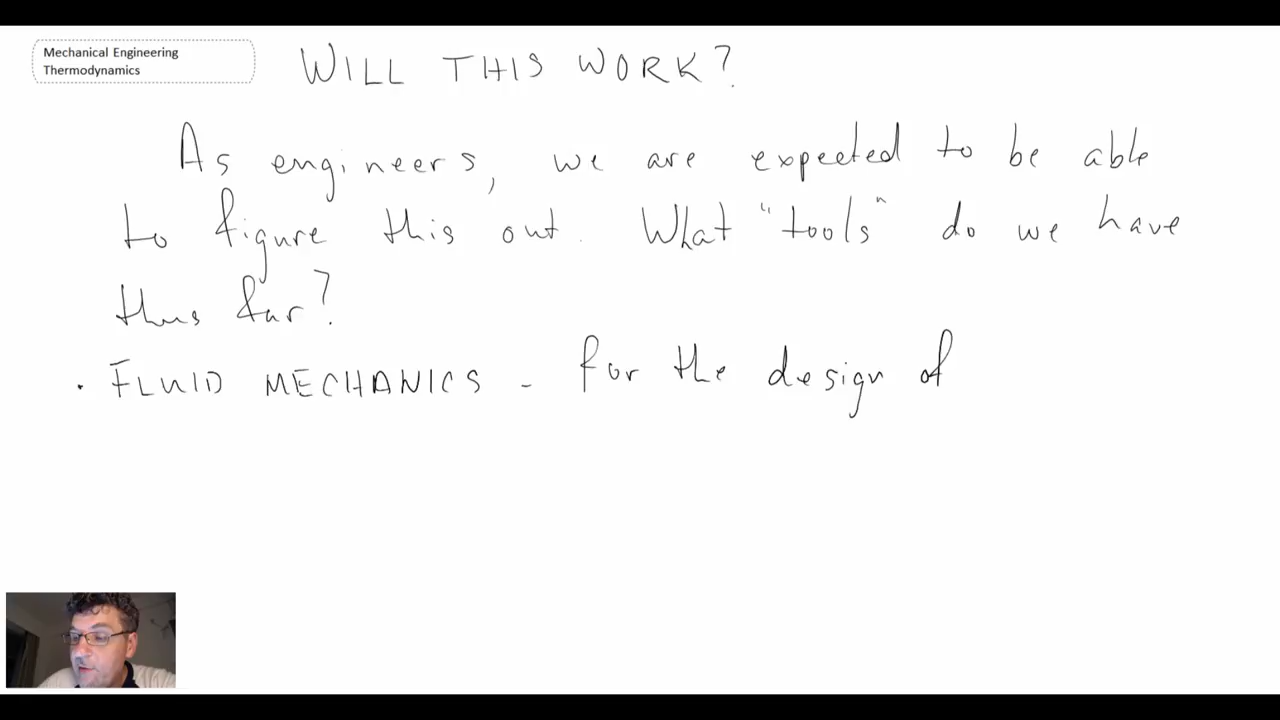 Mechanical Engineering
Thermodynamics
WILL THIS WORK?
As engineers, we are expected to be able
to figure this out. What "tools" do we have
thus far?
· FLUID MECHANICS - for the design of